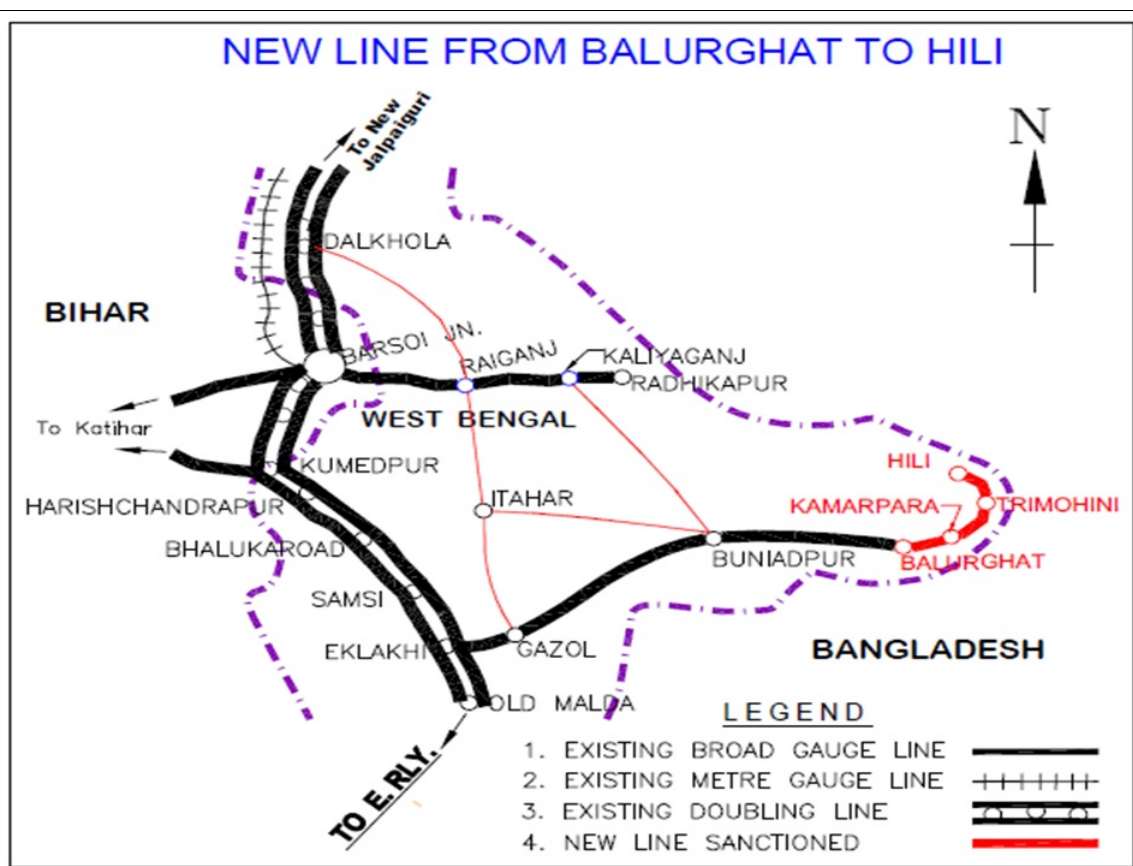 NEW LINE FROM BALURGHAT TO HILI
To New
Jalpaiguri
N
DALKHOLA
BIHAR
BARSOI JN.
RAIGANJ
KALIYAGANJ
RADHIKAPUR
WEST BENGAL
To Katihar
KUMEDPUR
HILI
HARISHCHANDRAPUR
ITAHAR
KAMARPARA
TRIMOHINI
BHALUKAROAD
BUNIADPUR
BALURGHAT
SAMSI
EKLAKHI
GAZOL
BANGLADESH
OLD MALDA
TO E. RLY.
LEGEND
1. EXISTING BROAD GAUGE LINE
2. EXISTING METRE GAUGE LINE
3. EXISTING DOUBLING LINE
4. NEW LINE SANCTIONED